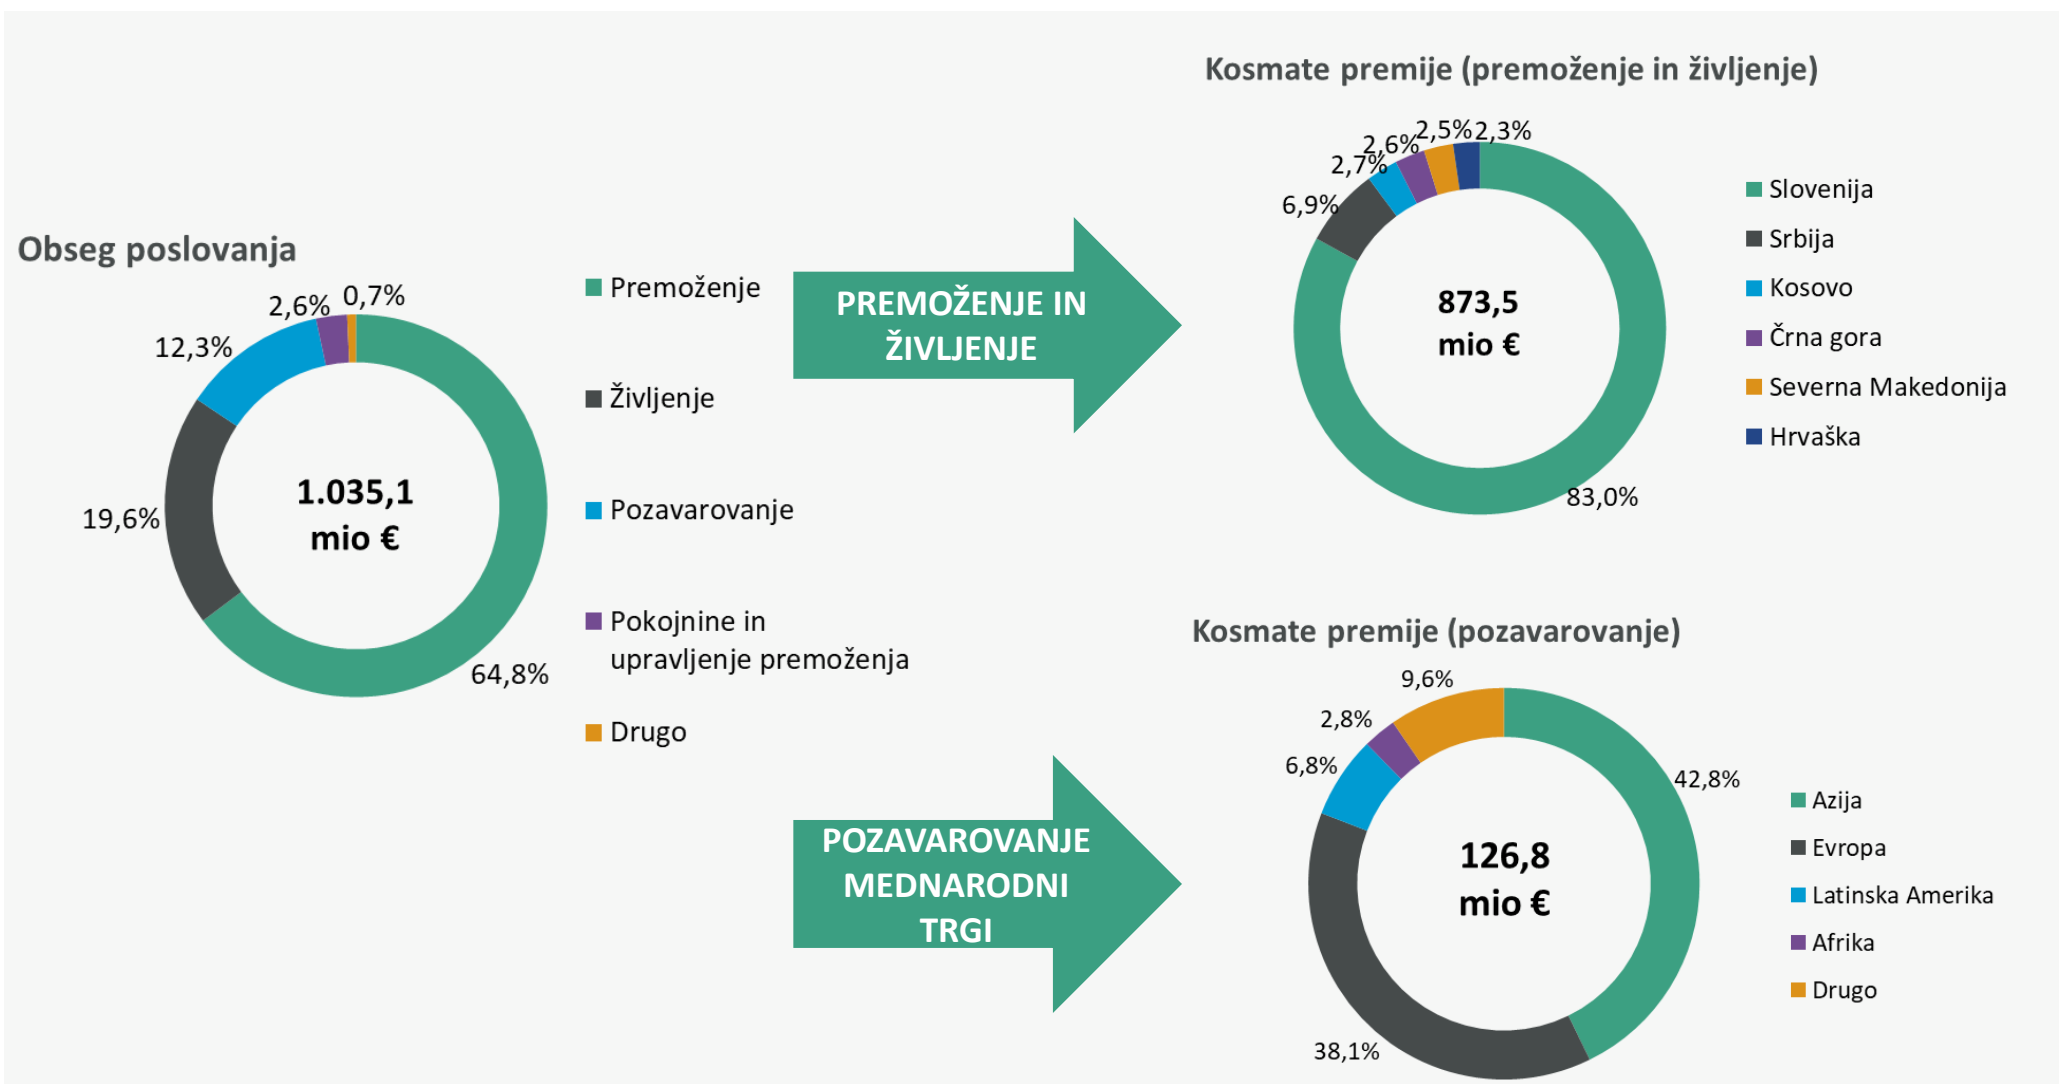 Obseg poslovanja
2,6% 0,7%
12,3%
19,6%
64,8%
1.035,1
mio €
Premoženje
Življenje
Pozavarovanje
Pokojnine in
upravljenje premoženja
Drugo
PREMOŽENJE IN
ŽIVLJENJE
Kosmate premije (premoženje in življenje)
2,5% 2,3%
2,6%
2,7%
6,9%
83,0%
873,5
mio €
Slovenija
Srbija
Kosovo
Črna gora
Severna Makedonija
Hrvaška
POZAVAROVANJE
MEDNARODNI
TRGI
Kosmate premije (pozavarovanje)
9,6%
2,8%
6,8%
42,8%
38,1%
126,8
mio €
Azija
Evropa
Latinska Amerika
Afrika
Drugo